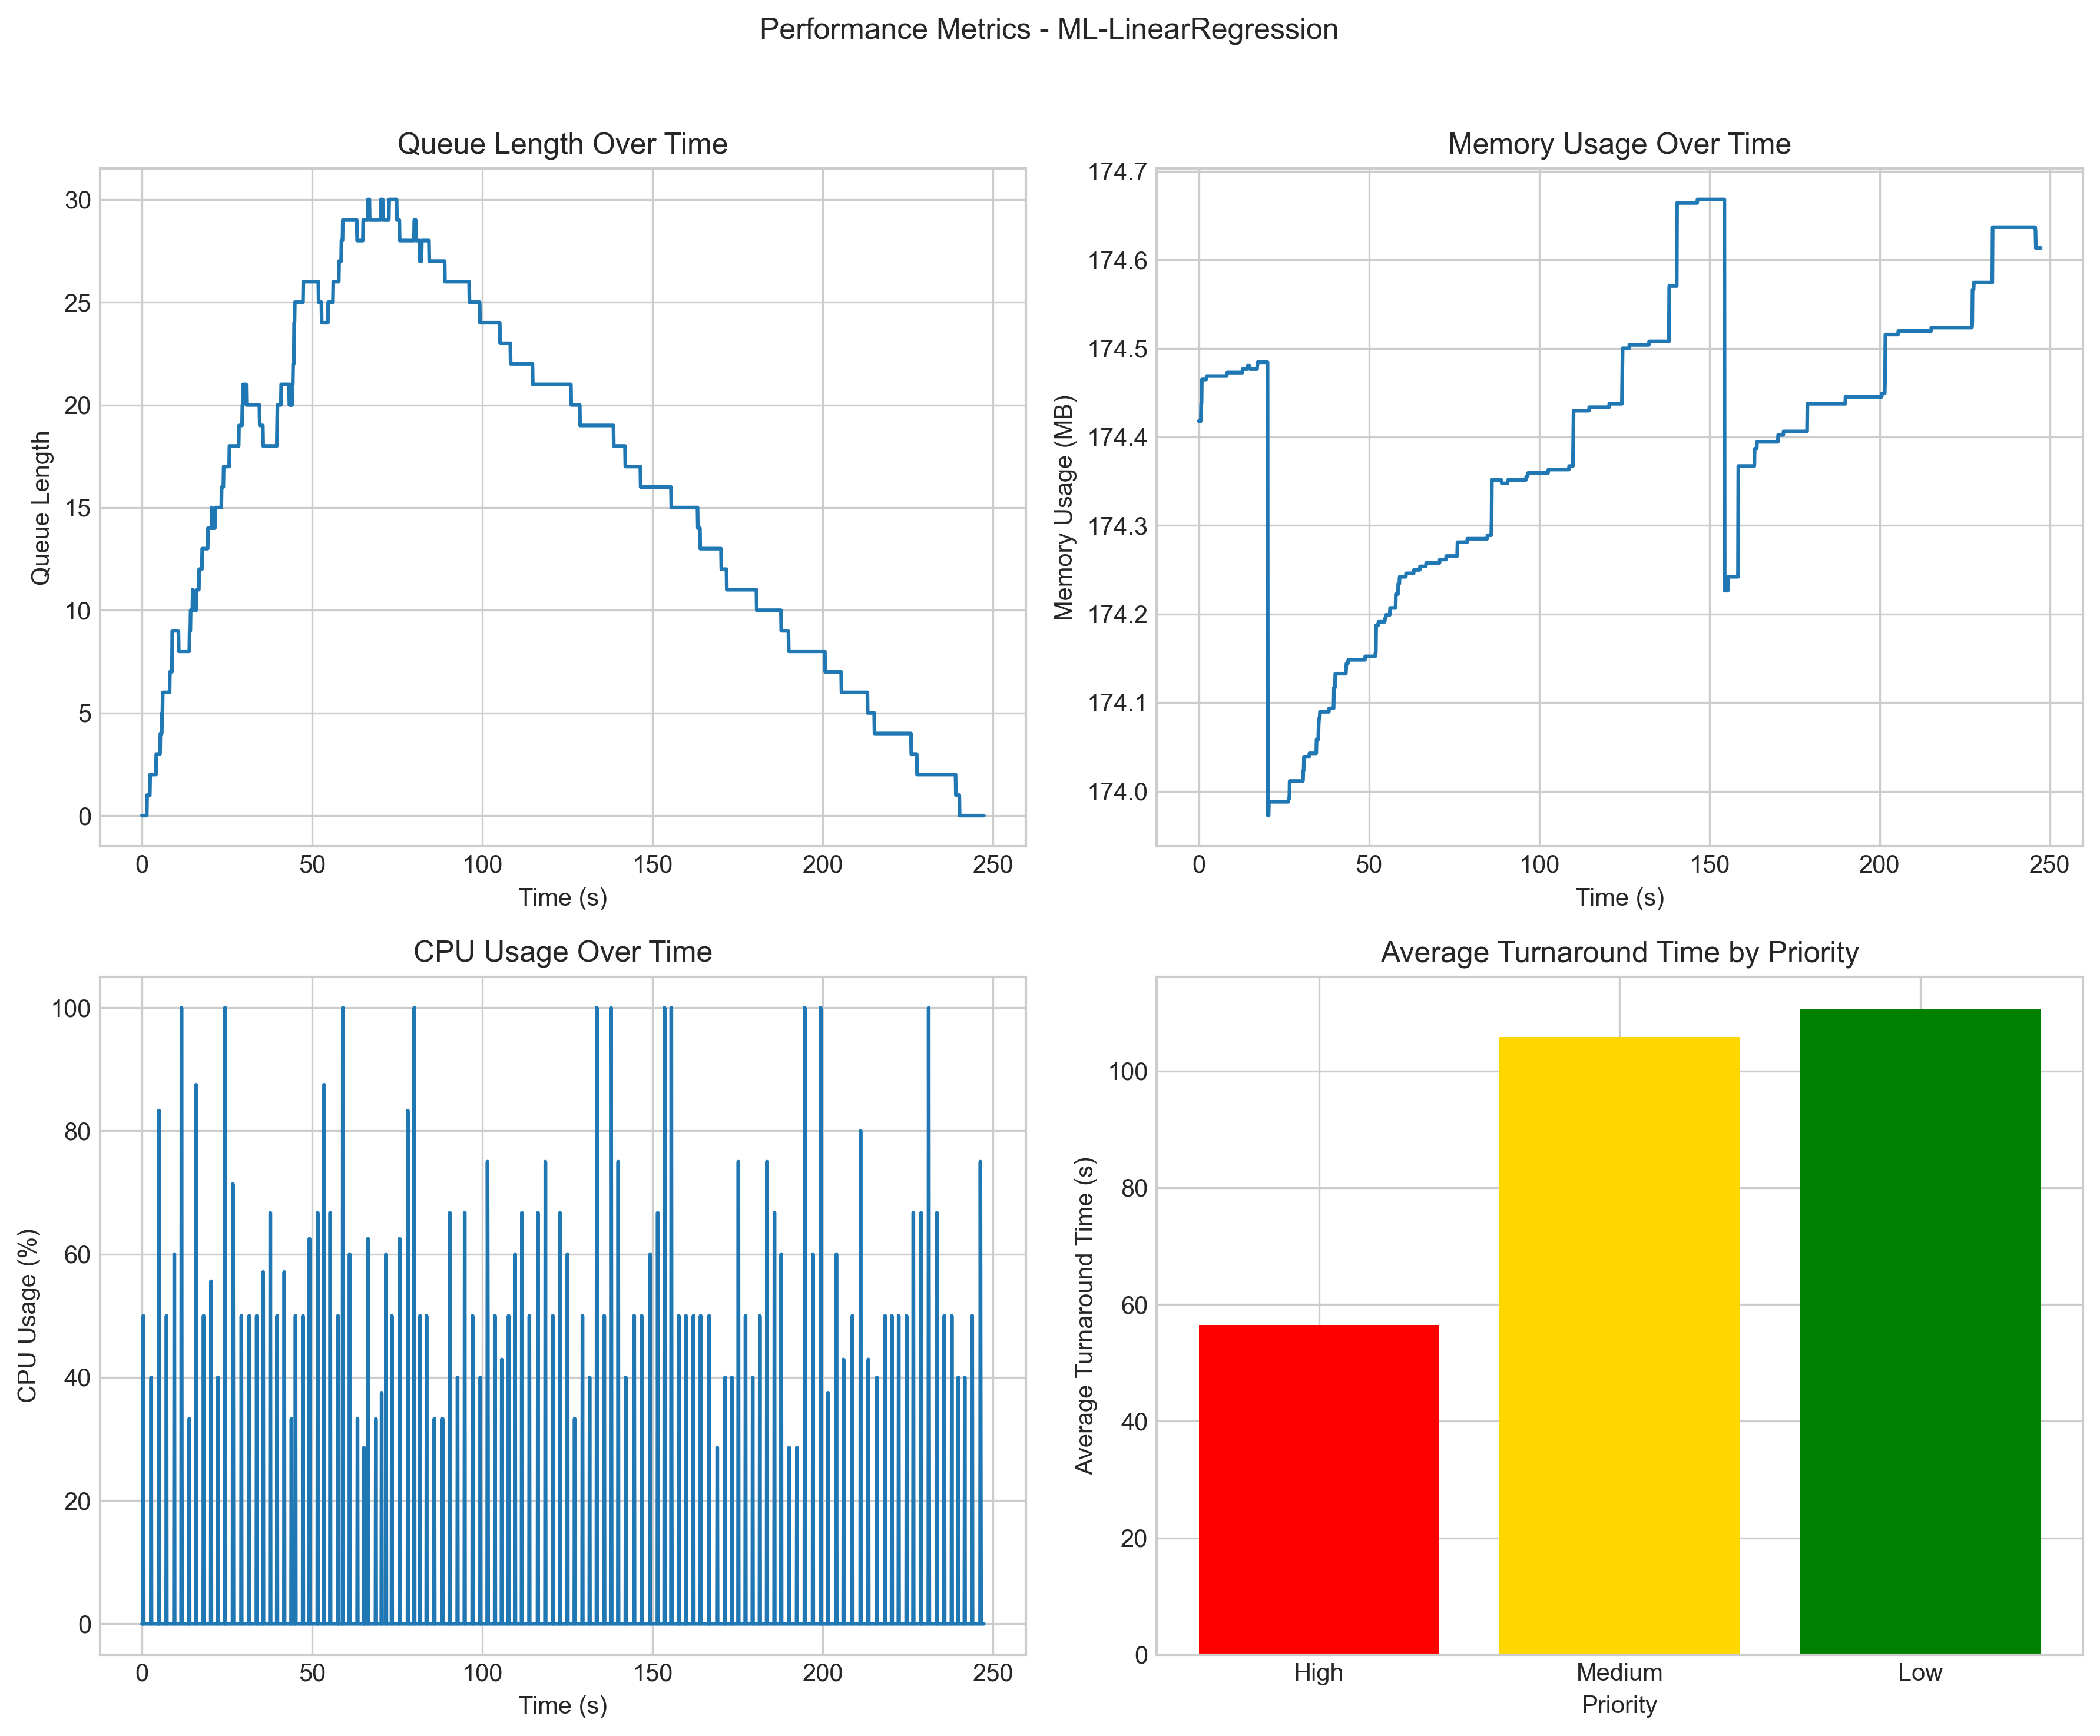 Performance Metrics - ML-LinearRegression
Queue Length Over Time
30
25
20
15
10
5
0
Queue Length
0 50 100 150 200 250
Time (s)
Memory Usage Over Time
174.7
174.6
174.5
174.4
174.3
174.2
174.1
174.0
Memory Usage (MB)
0 50 100 150 200 250
Time (s)
CPU Usage Over Time
100
80
60
40
20
0
CPU Usage (%)
0 50 100 150 200 250
Time (s)
Average Turnaround Time by Priority
100
80
60
40
20
0
Average Turnaround Time (s)
High Medium Low
Priority